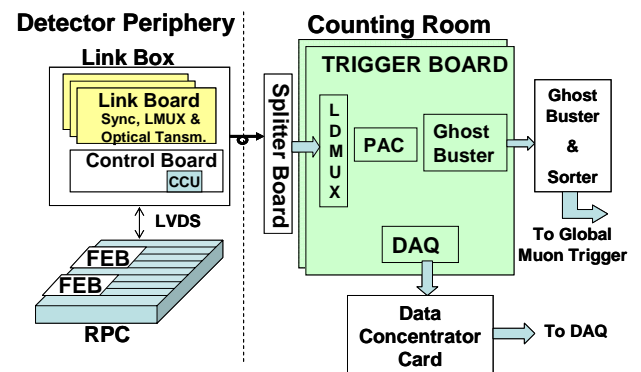 Detector Periphery
Counting Room
Link Box
Link Board
Sync, LMUX &
Optical Tansm.
Control Board
CCU
LVDS
FEB
FEB
RPC
Splitter Board
TRIGGER BOARD
LDMUX
PAC
Ghost
Buster
DAQ
Ghost
Buster
&
Sorter
To Global
Muon Trigger
Data
Concentrator
Card
To DAQ